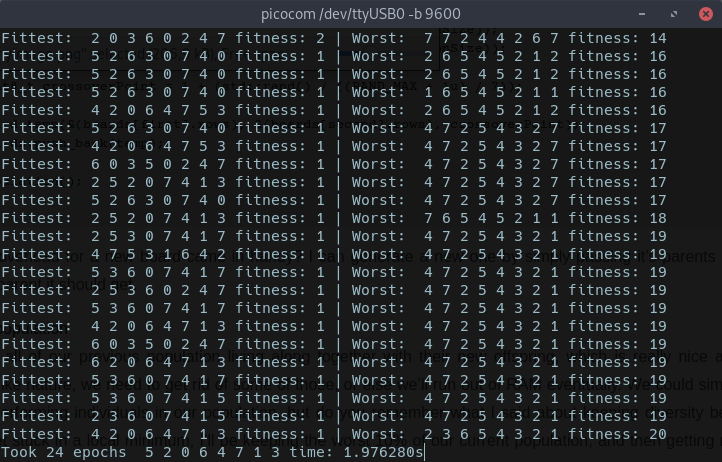 picocom /dev/ttyUSB0 -b 9600
Fittest: 2 0 3 6 0 2 4 7 fitness: 2 | Worst: 7 4 2 6 7 fitness: 14
Fittest: 5 2 6 3 0 7 4 0 fitness: 1 | Worst: 2 6 5 4 5 2 1 2 fitness: 16
Fittest: 5 2 6 3 0 7 4 0 fitness: 1 | Worst: 2 6 5 4 5 2 1 2 fitness: 16
Fittest: 5 2 6 3 0 7 4 0 fitness: 1 | Worst: 1 6 5 4 5 2 1 1 fitness: 16
Fittest: 4 2 0 6 4 7 5 3 fitness: 1 | Worst: 2 6 5 4 5 2 1 2 fitness: 16
Fittest: 5 2 6 3 0 7 4 0 fitness: 1 | Worst: 4 7 2 5 4 3 2 7 fitness: 17
Fittest: 4 2 0 6 4 7 5 3 fitness: 1 | Worst: 4 7 2 5 4 3 2 7 fitness: 17
Fittest: 6 0 3 5 0 2 4 7 fitness: 1 | Worst: 4 7 2 5 4 3 2 7 fitness: 17
Fittest: 2 5 2 0 7 4 1 3 fitness: 1 | Worst: 4 7 2 5 4 3 2 7 fitness: 17
Fittest: 5 2 6 3 0 7 4 0 fitness: 1 | Worst: 4 7 2 5 4 3 2 7 fitness: 17
Fittest: 2 5 2 0 7 4 1 3 fitness: 1 | Worst: 7 6 5 4 5 2 1 1 fitness: 18
Fittest: 2 5 3 0 7 4 1 7 fitness: 1 | Worst: 4 7 2 5 4 3 2 1 fitness: 19
Fittest: 7 5 3 fitness: 1 | Worst: 4 7 2 5 4 3 2 1 fitness: 19
Fittest: 5 3 6 0 7 4 1 7 fitness: 1 | Worst: 4 7 2 5 4 3 2 1 fitness: 19
Fittest: 2 5 3 6 0 2 4 7 fitness: 1 | Worst: 4 7 2 5 4 3 2 1 fitness: 19
Fittest: 5 3 6 0 7 4 1 7 fitness: 1 | Worst: 4 7 2 5 4 3 2 1 fitness: 19
Fittest: 4 2 0 6 4 7 1 3 fitness: 1 | Worst: 4 7 2 5 4 3 2 1 fitness: 19
Fittest: 6 0 3 5 0 2 4 7 fitness: 1 | Worst: 4 7 2 5 4 3 2 1 fitness: 19
Fittest: 6 2 0 6 4 7 1 3 fitness: 1 | Worst: 4 7 2 5 4 3 2 1 fitness: 19
Fittest: 5 3 6 0 7 4 1 7 fitness: 1 | Worst: 4 7 2 5 4 3 2 1 fitness: 19
Fittest: 5 3 6 0 7 4 1 5 fitness: 1 | Worst: 4 7 2 5 4 3 2 1 fitness: 19
Fittest: 2 5 3 0 7 4 1 7 fitness: 1 | Worst: 4 7 2 5 4 3 2 1 fitness: 19
Fittest: 4 2 0 6 4 7 1 3 fitness: 1 | Worst: 2 6 2 5 4 3 2 1 fitness: 20
Took 24 epochs 5 2 0 6 4 7 1 3 time: 1.976280s